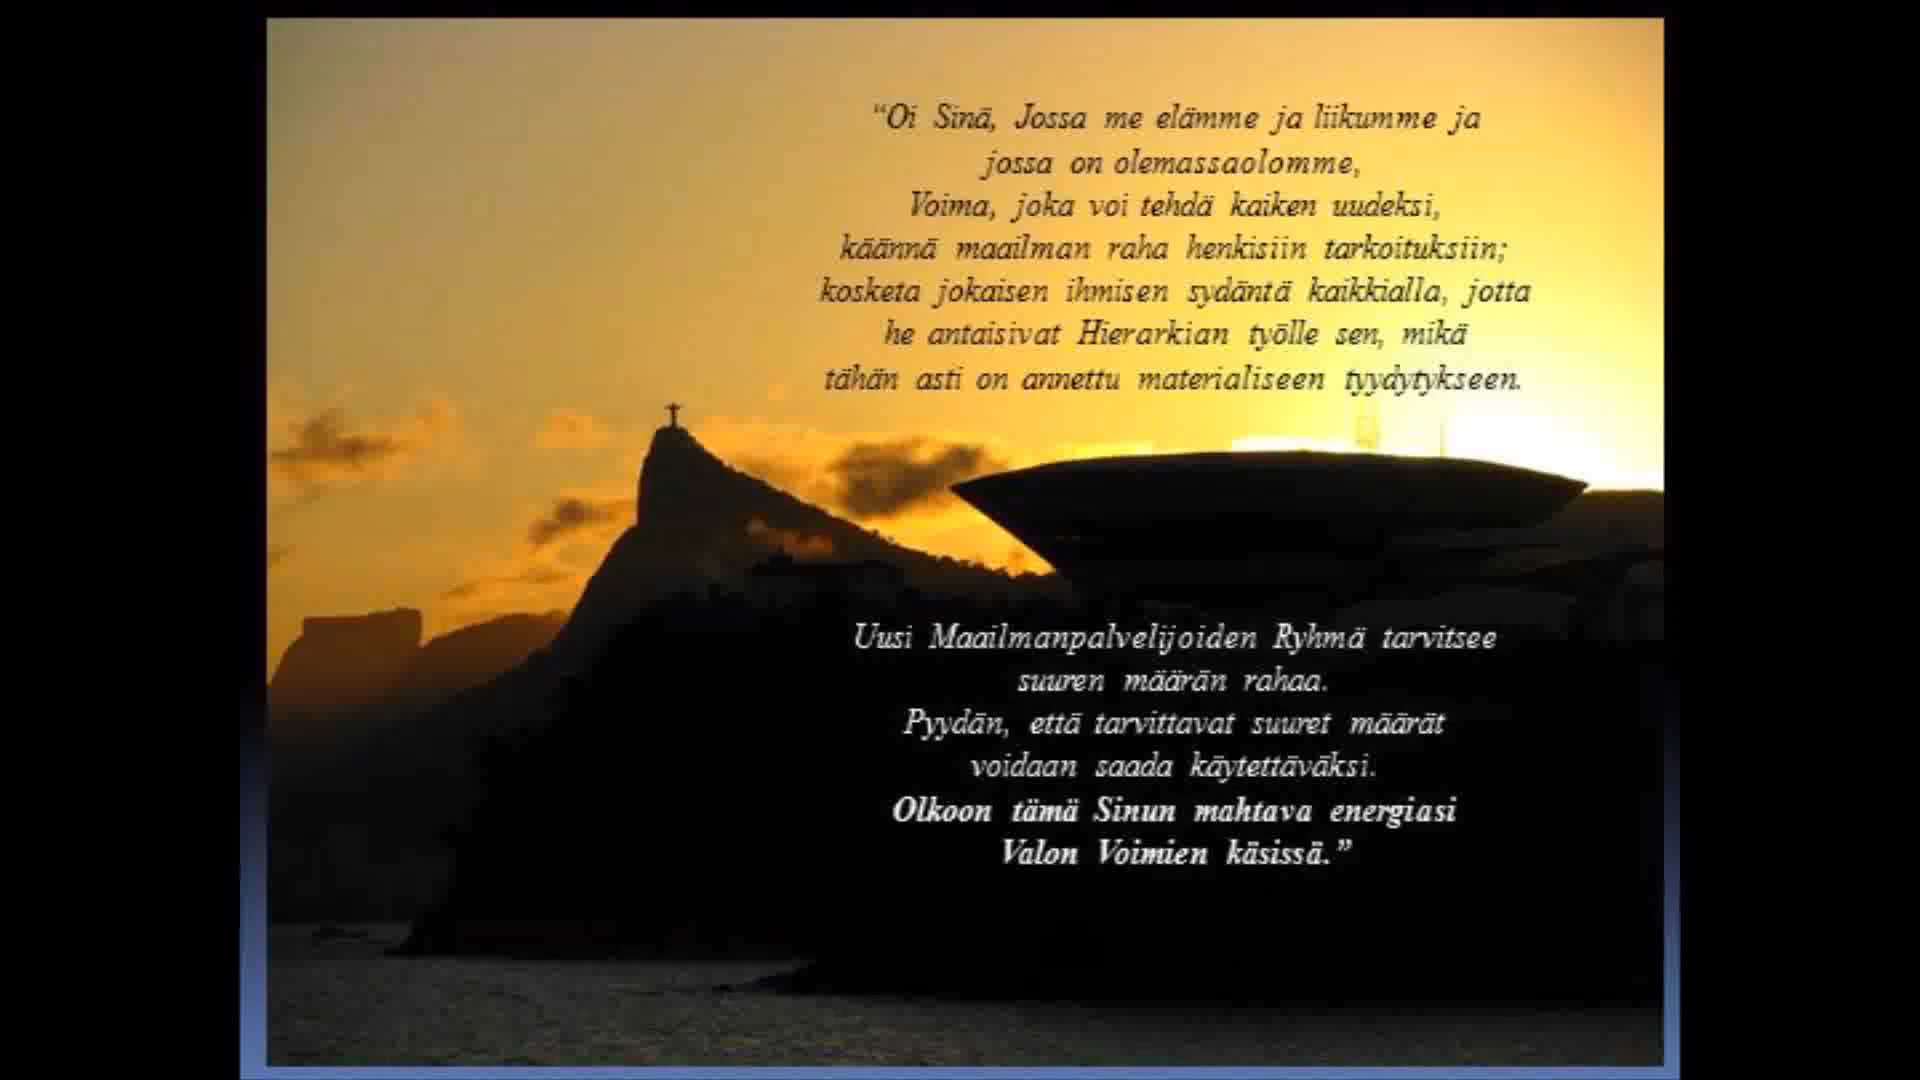 “Oi Sinä, Jossa me elämme ja liikumme ja
jossa on olemassaolomme,
Voima, joka voi tehdä kaiken uudeksi,
käännä maailman raha henkisiin tarkoituksiin;
kosketa jokaisen ihmisen sydäntä kaikkialla, jotta
he antaisivat Hierarkian työlle sen, mikä
tähän asti on annettu materialiseen tyydytykseen.
Uusi Maailmanpalvelijoiden Ryhmä tarvitsee
suuren määrän rahaa.
Pyydän, että tarvittavat suuret määrät
voidaan saada käytettäväksi.
Olkoon tämä Sinun mahtava energiasi
Valon Voimien käsissä.”